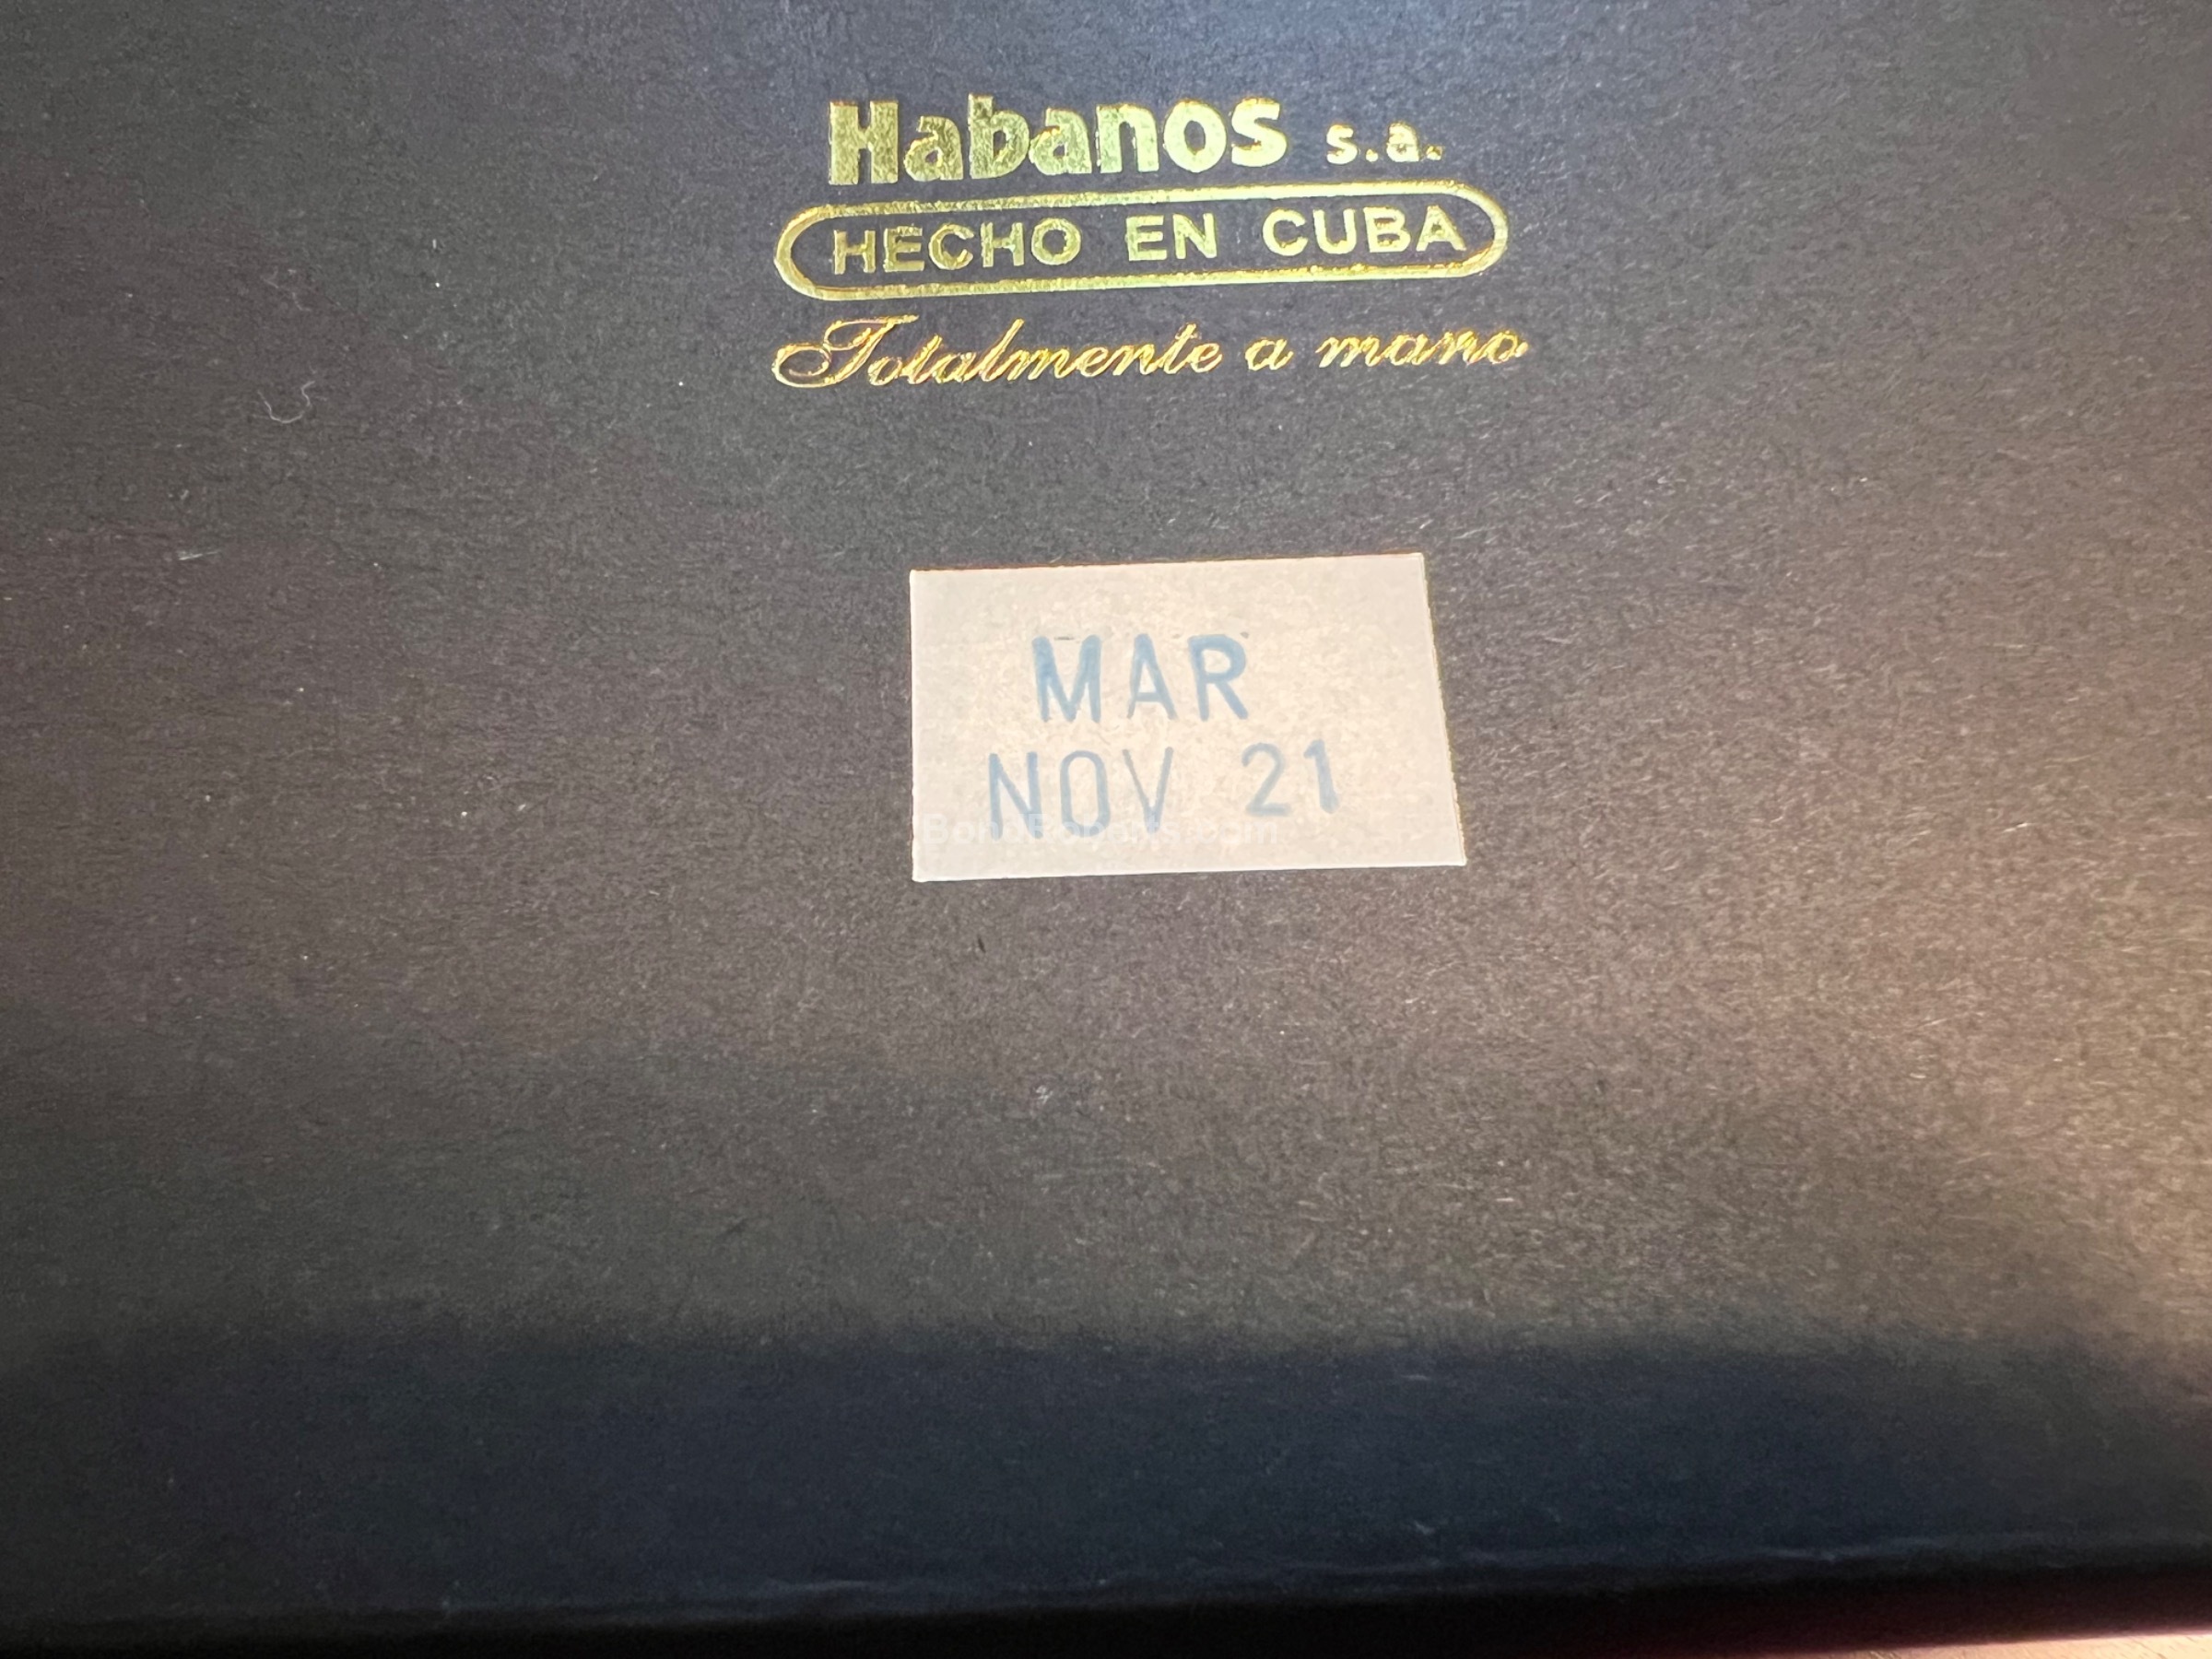 Habanos s.a.
HECHO EN CUBA
Totalmente a mano
MAR
NOV 21